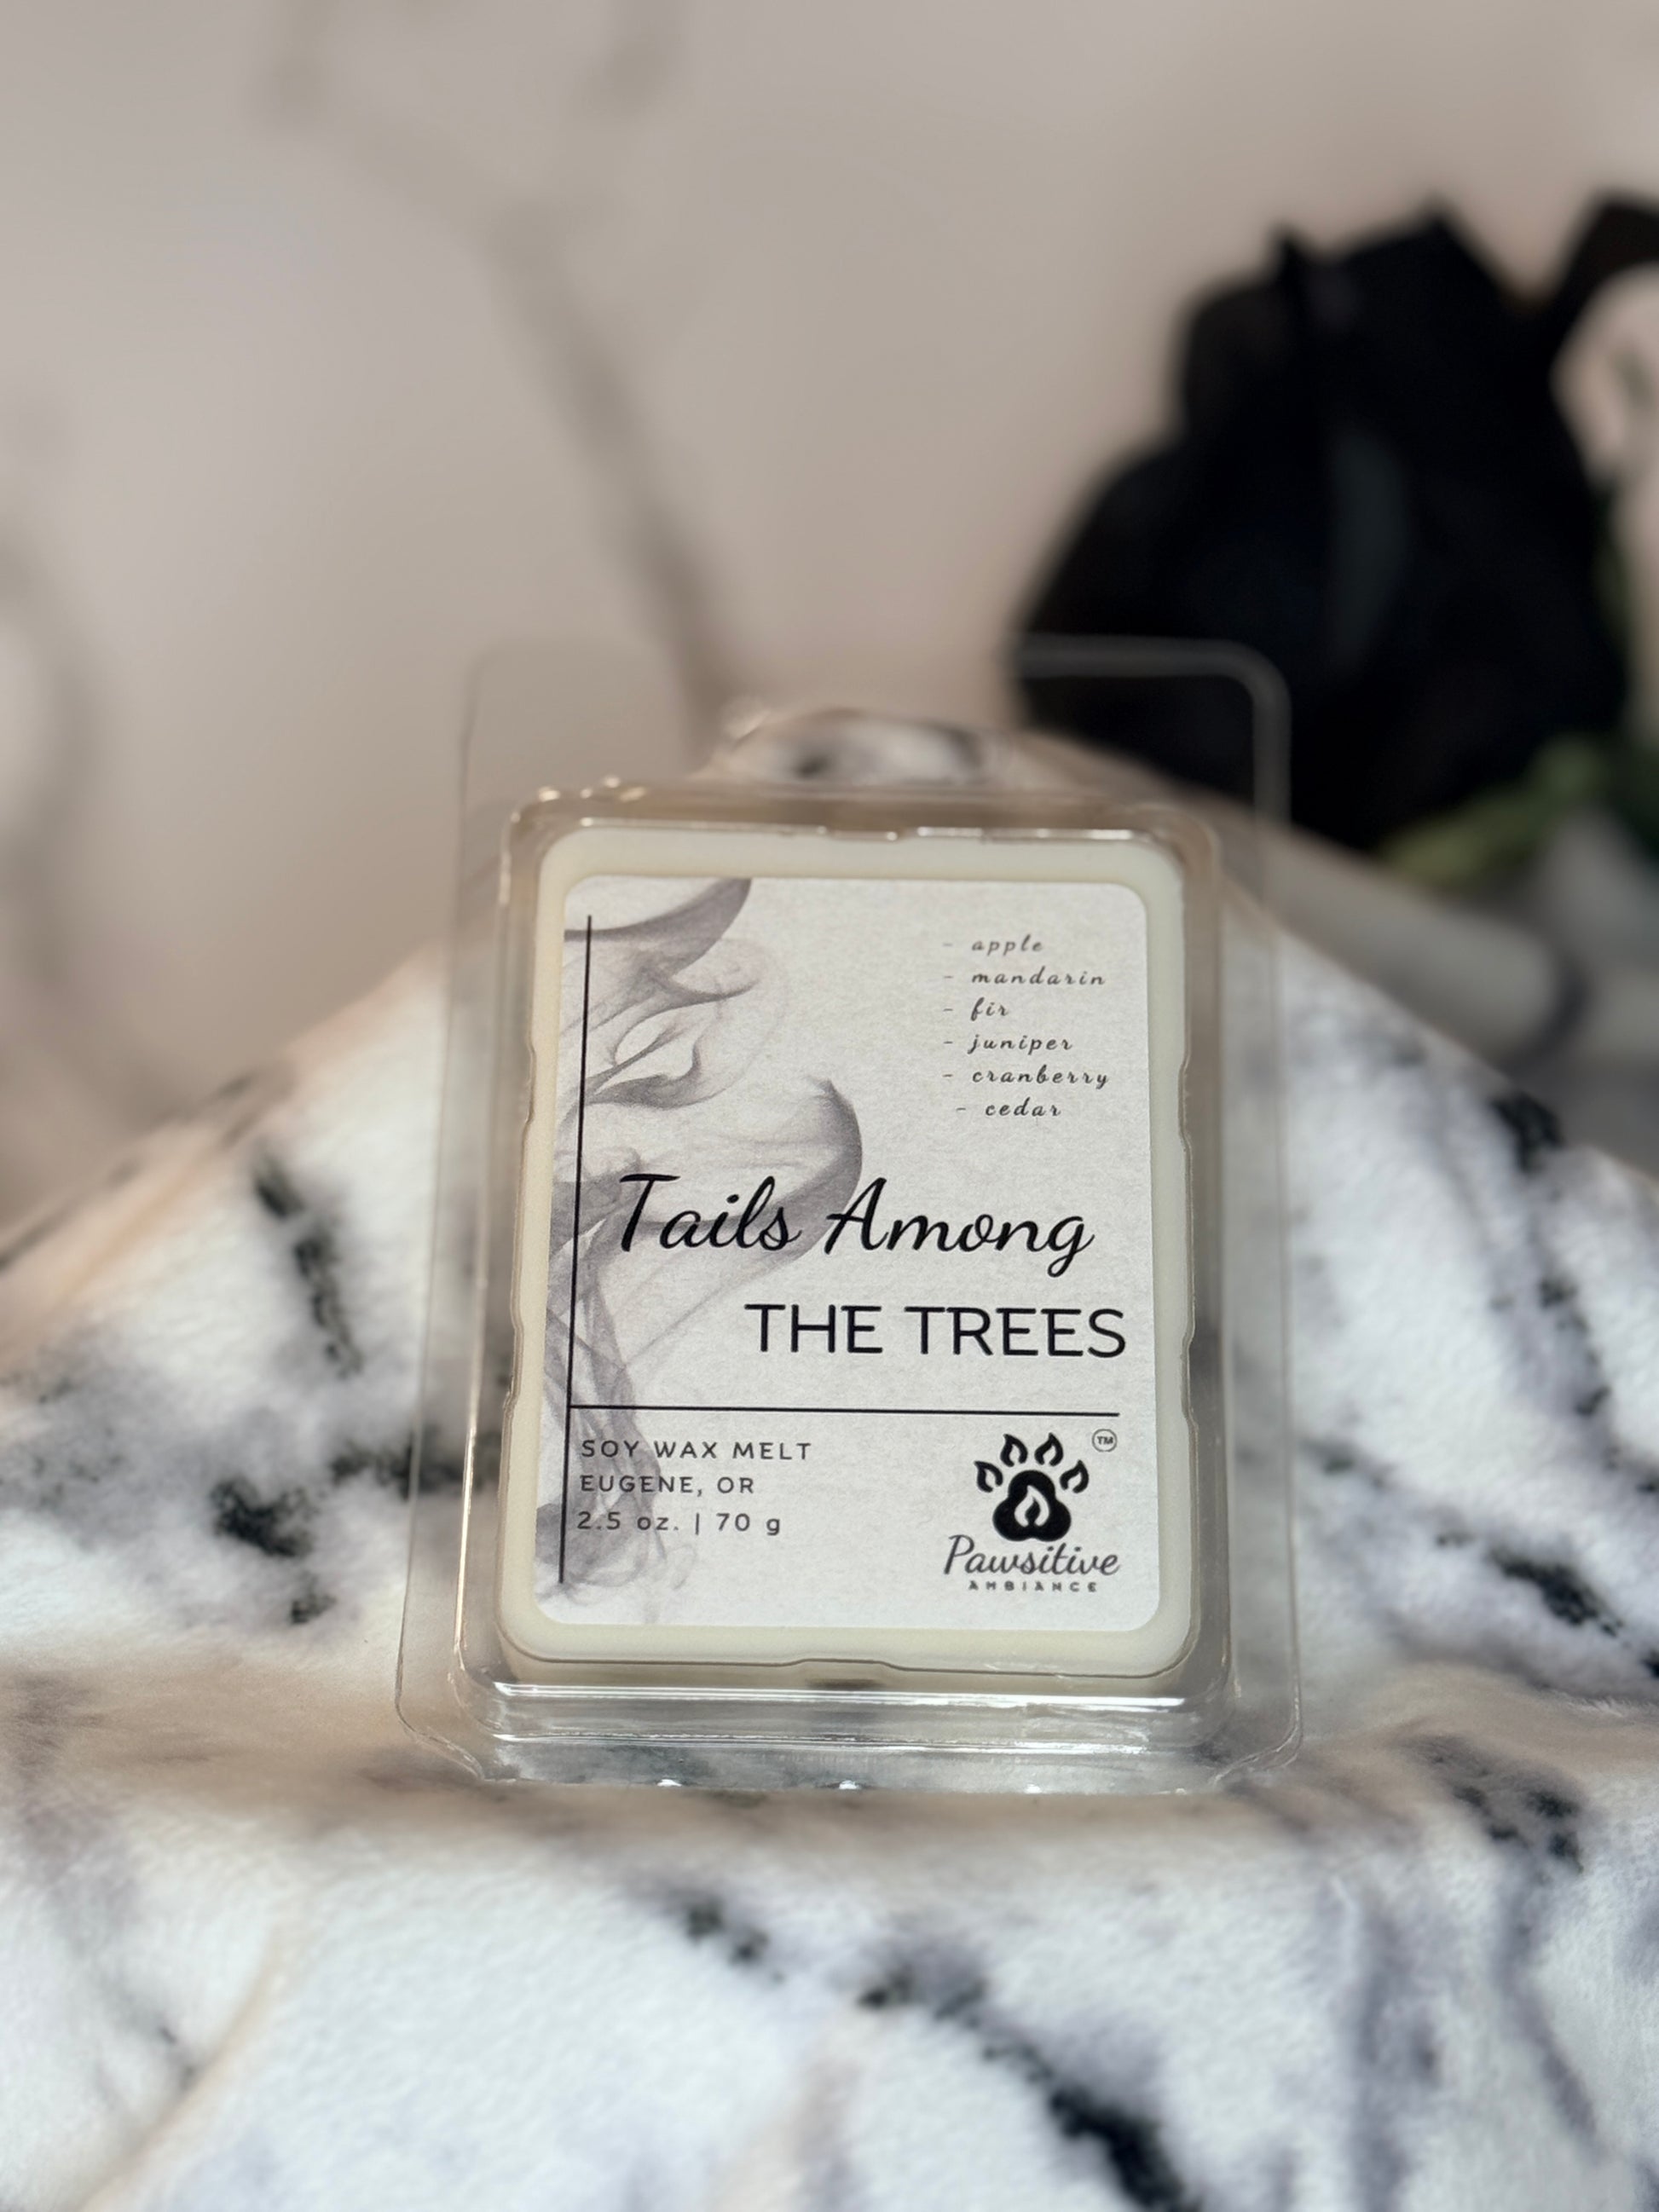 - apple
- mandarin
- fir
- juniper
- cranberry
- cedar
Tails Among
THE TREES
SOY WAX MELT
EUGENE, OR
2.5 oz. | 70 g
TM
Pawsitive
AMBIANCE